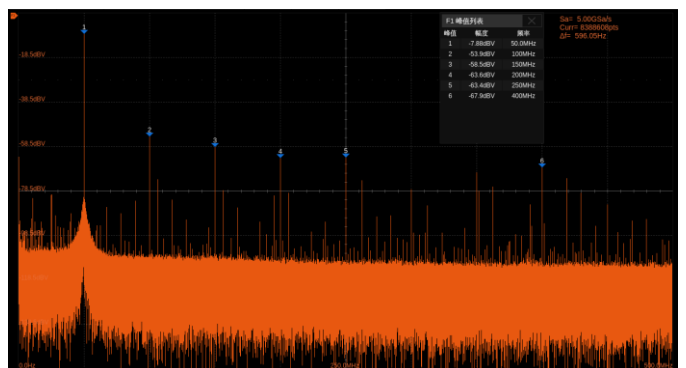 F1 峰值列表
峰值 幅度 频率
1 -7.88dBV 50.0MHz
2 -53.9dBV 100MHz
3 -58.5dBV 150MHz
4 -63.6dBV 200MHz
5 -63.4dBV 250MHz
6 -67.9dBV 400MHz
Sa= 5.00GSa/s
Curr= 8388608pts
Δf= 596.05Hz
1
-18.5dBV
-38.5dBV
2
3
-58.5dBV
4
5
6
-78.5dBV
0.0Hz
250.0MHz
500.0MHz